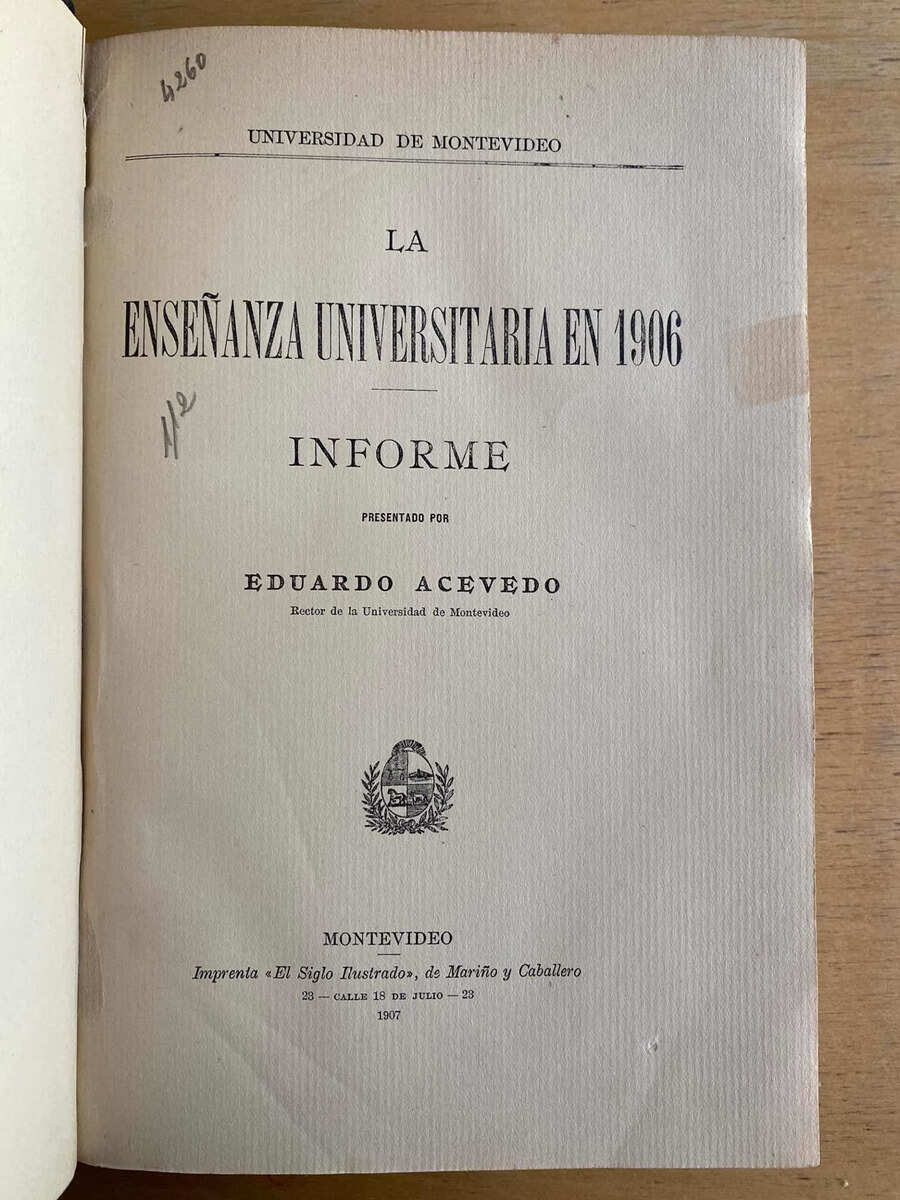 4260
UNIVERSIDAD DE MONTEVIDEO
LA
ENSEÑANZA UNIVERSITARIA EN 1906
INFORME
PRESENTADO POR
EDUARDO ACEVEDO
Rector de la Universidad de Montevideo
MONTEVIDEO
Imprenta «El Siglo Ilustrado», de Mariño y Caballero
23 — CALLE 18 DE JULIO — 23
1907